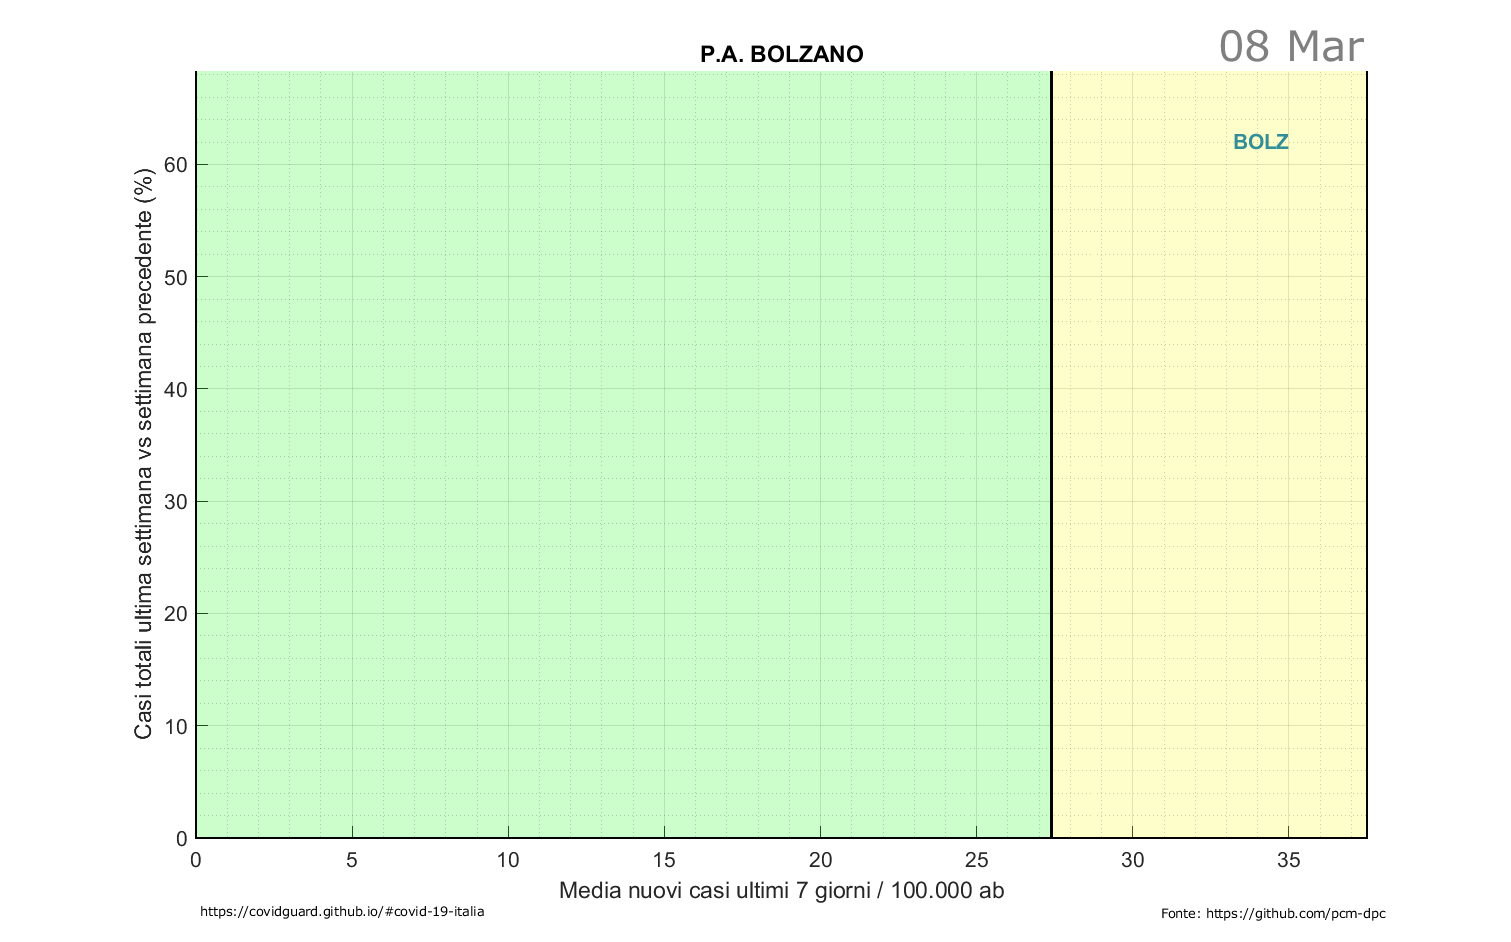 08 Mar
P.A. BOLZANO
BOLZ
Casi totali ultima settimana vs settimana precedente (%)
60
50
40
30
20
10
0
0 5 10 15 20 25 30 35
Media nuovi casi ultimi 7 giorni / 100.000 ab
https://covidguard.github.io/#covid-19-italia
Fonte: https://github.com/pcm-dpc